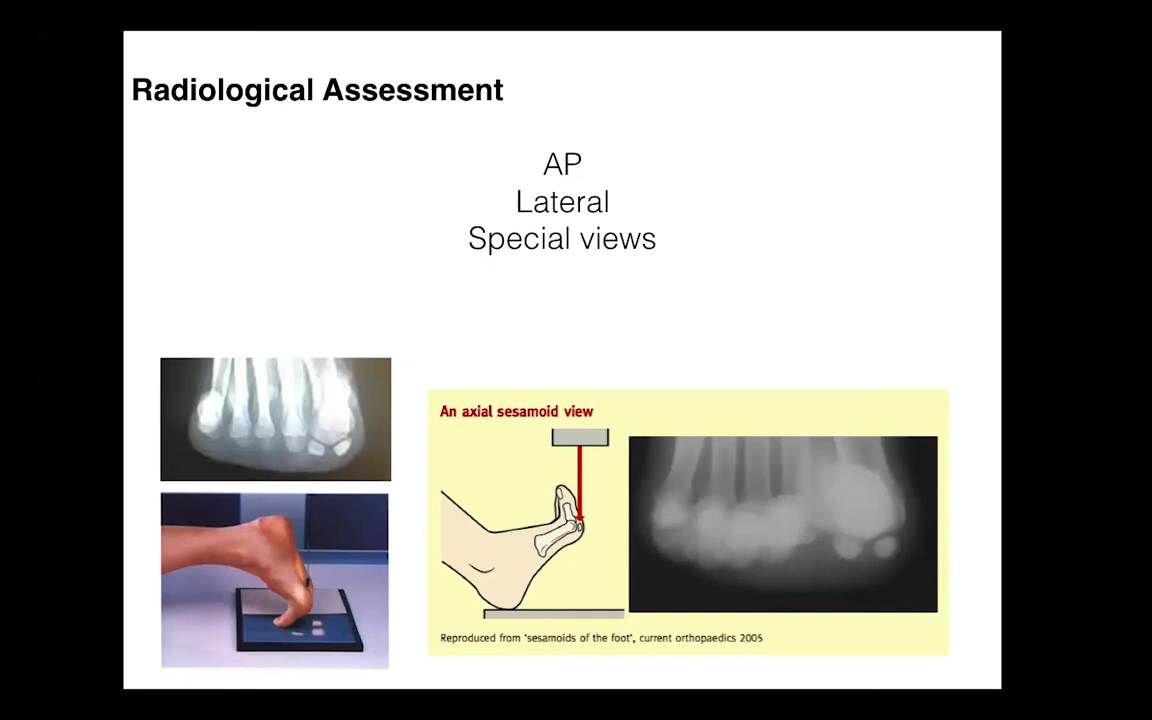 Radiological Assessment
AP
Lateral
Special views
An axial sesamoid view
Reproduced from 'sesamoids of the foot', current orthopaedics 2005